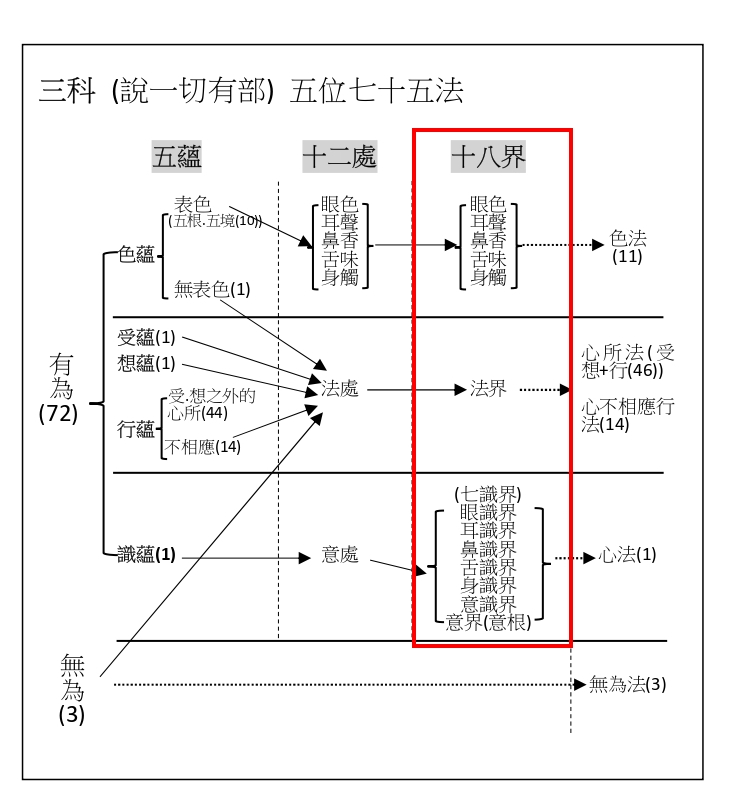 三科 (說一切有部) 五位七十五法
五蘊
十二處
十八界
有
為
(72)
色蘊
表色
(五根.五境(10))
無表色(1)
眼色
耳聲
鼻香
舌味
身觸
眼色
耳聲
鼻香
舌味
身觸
色法
(11)
受蘊(1)
想蘊(1)
行蘊
受.想之外的
心所(44)
不相應(14)
法處
法界
心所法(受
想+行(46))
心不相應行
法(14)
識蘊(1)
意處
(七識界)
眼識界
耳識界
鼻識界
舌識界
身識界
意識界
意界(意根)
心法(1)
無
為
(3)
無為法(3)